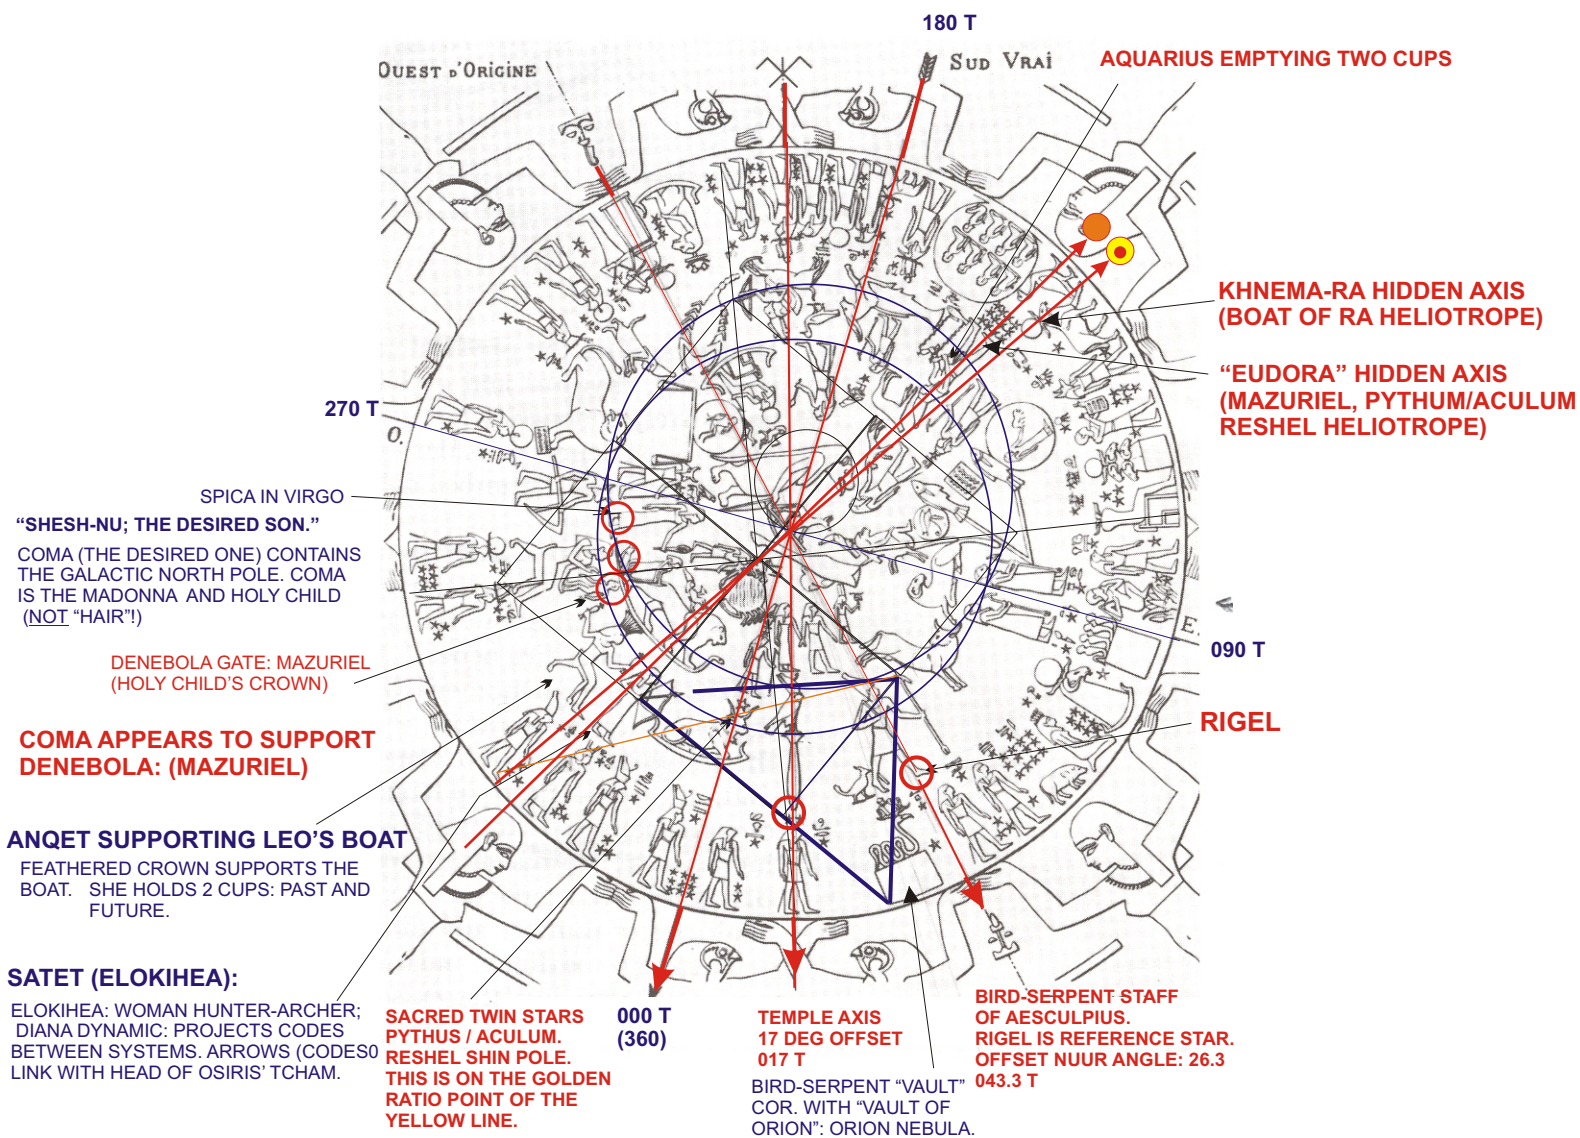 180 T
OUEST D'ORIGINE
SUD VRAI
AQUARIUS EMPTYING TWO CUPS
KHNEMA-RA HIDDEN AXIS
(BOAT OF RA HELIOTROPE)
“EUDORA” HIDDEN AXIS
(MAZURIEL, PYTHUM/ACULUM
RESHEL HELIOTROPE)
270 T
O.
SPICA IN VIRGO
“SHESH-NU; THE DESIRED SON.”
COMA (THE DESIRED ONE) CONTAINS
THE GALACTIC NORTH POLE. COMA
IS THE MADONNA AND HOLY CHILD
(NOT “HAIR”!)
E.
090 T
DENEBOLA GATE: MAZURIEL
(HOLY CHILD'S CROWN)
RIGEL
COMA APPEARS TO SUPPORT
DENEBOLA: (MAZURIEL)
ANQET SUPPORTING LEO'S BOAT
FEATHERED CROWN SUPPORTS THE
BOAT. SHE HOLDS 2 CUPS: PAST AND
FUTURE.
SATET (ELOKIHEA):
ELOKIHEA: WOMAN HUNTER-ARCHER;
DIANA DYNAMIC: PROJECTS CODES
BETWEEN SYSTEMS. ARROWS (CODES0
LINK WITH HEAD OF OSIRIS' TCHAM.
SACRED TWIN STARS
PYTHUS / ACULUM.
RESHEL SHIN POLE.
THIS IS ON THE GOLDEN
RATIO POINT OF THE
YELLOW LINE.
000 T
(360)
TEMPLE AXIS
17 DEG OFFSET
017 T
BIRD-SERPENT “VAULT”
COR. WITH “VAULT OF
ORION”: ORION NEBULA.
BIRD-SERPENT STAFF
OF AESCULPIUS.
RIGEL IS REFERENCE STAR.
OFFSET NUUR ANGLE: 26.3
043.3 T